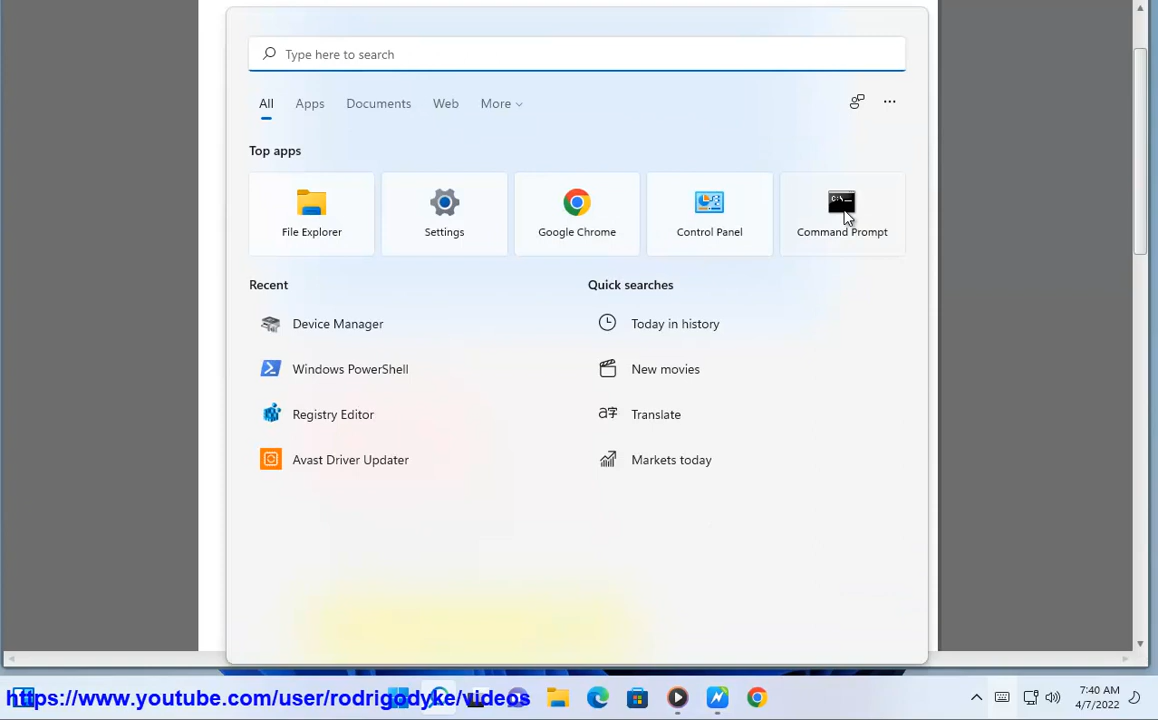 Type here to search
All Apps Documents Web More
Top apps
File Explorer Settings Google Chrome Control Panel Command Prompt
Recent Quick searches
Device Manager Today in history
Windows PowerShell New movies
Registry Editor Translate
Avast Driver Updater Markets today
https://www.youtube.com/user/rodrigodyke/videos
7:40 AM
4/7/2022